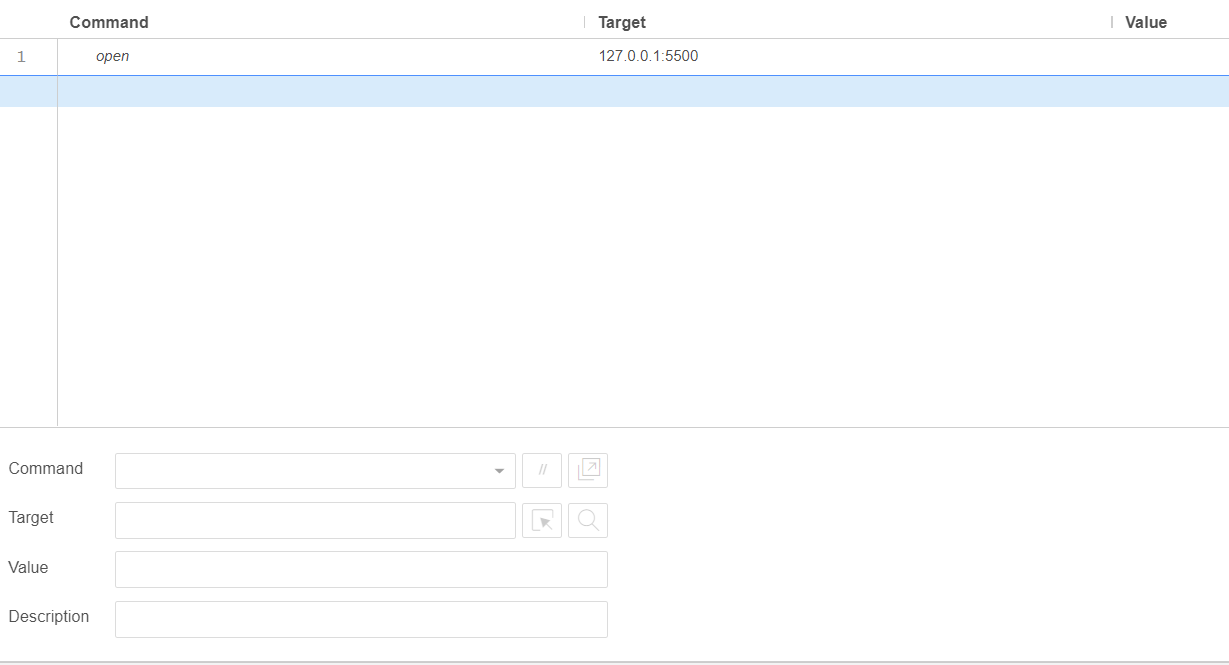 Command Target Value
1 open 127.0.0.1:5500
Command //
Target
Value
Description